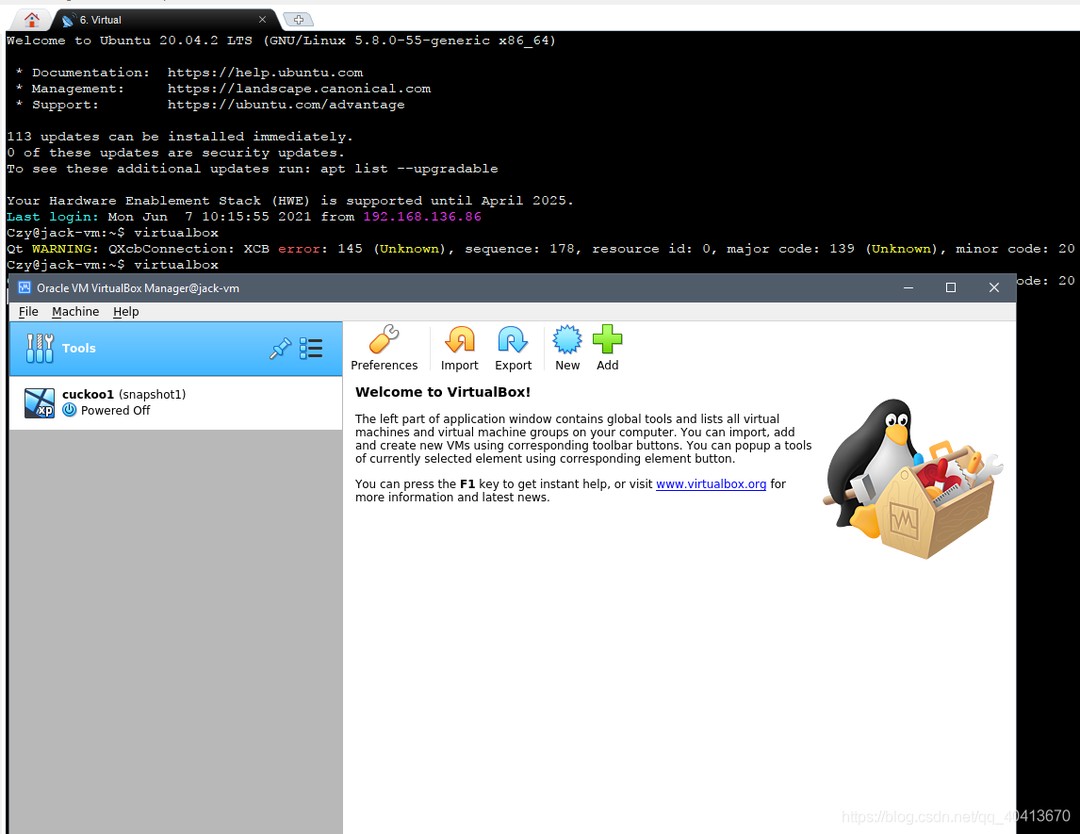 6. Virtual
Welcome to Ubuntu 20.04.2 LTS (GNU/Linux 5.8.0-55-generic x86_64)
* Documentation:  https://help.ubuntu.com
* Management:     https://landscape.canonical.com
* Support:        https://ubuntu.com/advantage
113 updates can be installed immediately.
0 of these updates are security updates.
To see these additional updates run: apt list --upgradable
Your Hardware Enablement Stack (HWE) is supported until April 2025.
Last login: Mon Jun  7 10:15:55 2021 from 192.168.136.86
Czy@jack-vm:~$ virtualbox
Qt WARNING: QXcbConnection: XCB error: 145 (Unknown), sequence: 178, resource id: 0, major code: 139 (Unknown), minor code: 20
Czy@jack-vm:~$ virtualbox
ode: 20
Oracle VM VirtualBox Manager@jack-vm
File Machine Help
Tools
cuckoo1 (snapshot1)
Powered Off
xp
Preferences Import Export New Add
Welcome to VirtualBox!
The left part of application window contains global tools and lists all virtual
machines and virtual machine groups on your computer. You can import, add
and create new VMs using corresponding toolbar buttons. You can popup a tools
of currently selected element using corresponding element button.
You can press the F1 key to get instant help, or visit www.virtualbox.org for
more information and latest news.
https://blog.csdn.net/qq_40413670